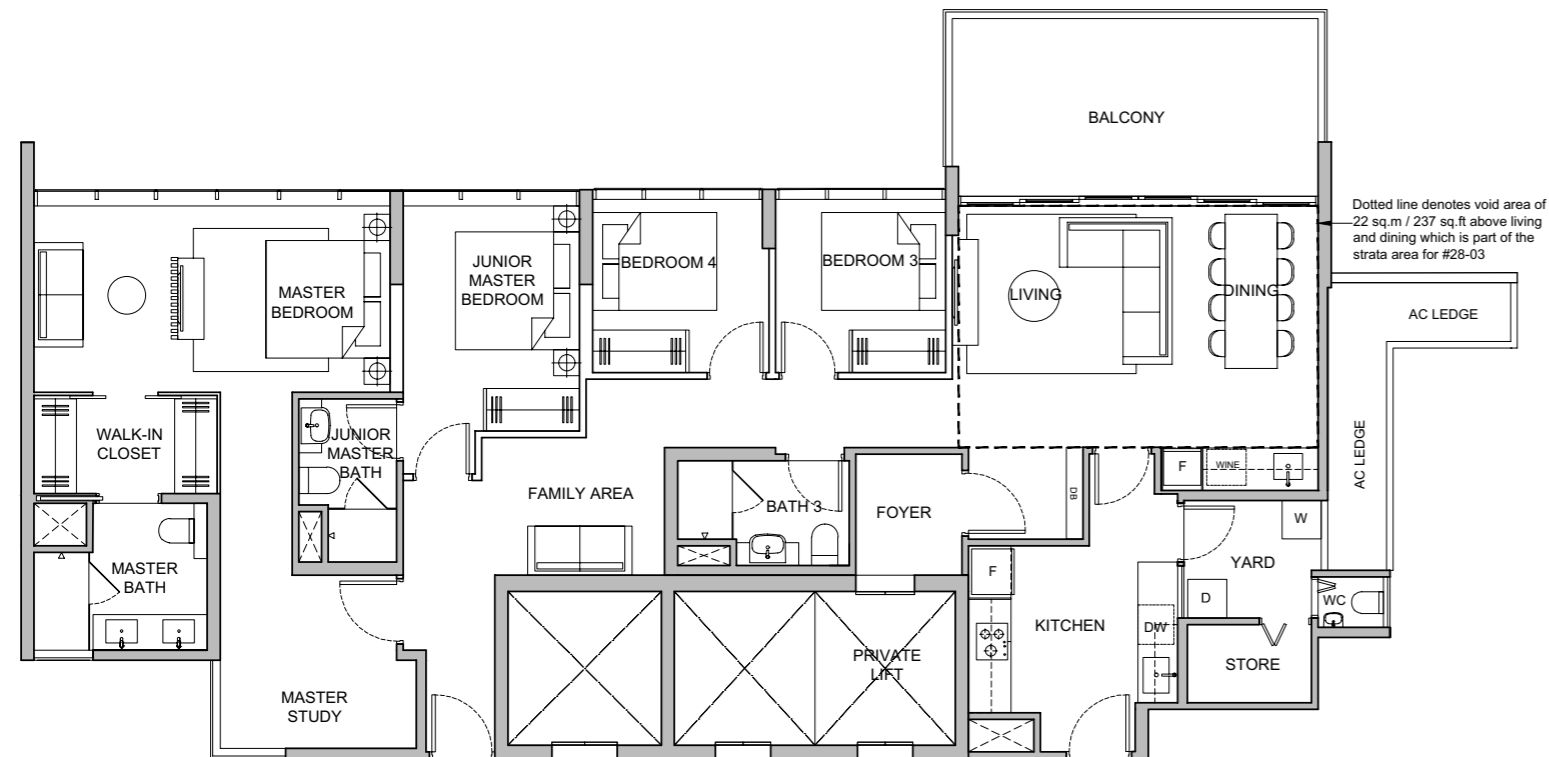 BALCONY
Dotted line denotes void area of
22 sq.m / 237 sq.ft above living
and dining which is part of the
strata area for #28-03
MASTER
BEDROOM
JUNIOR
MASTER
BEDROOM
BEDROOM 4
BEDROOM 3
LIVING
DINING
AC LEDGE
AC LEDGE
WALK-IN
CLOSET
JUNIOR
MASTER
BATH
FAMILY AREA
BATH 3
FOYER
DB
F
WINE
W
YARD
MASTER
BATH
F
D
WC
KITCHEN
DW
STORE
PRIVATE
LIFT
MASTER
STUDY